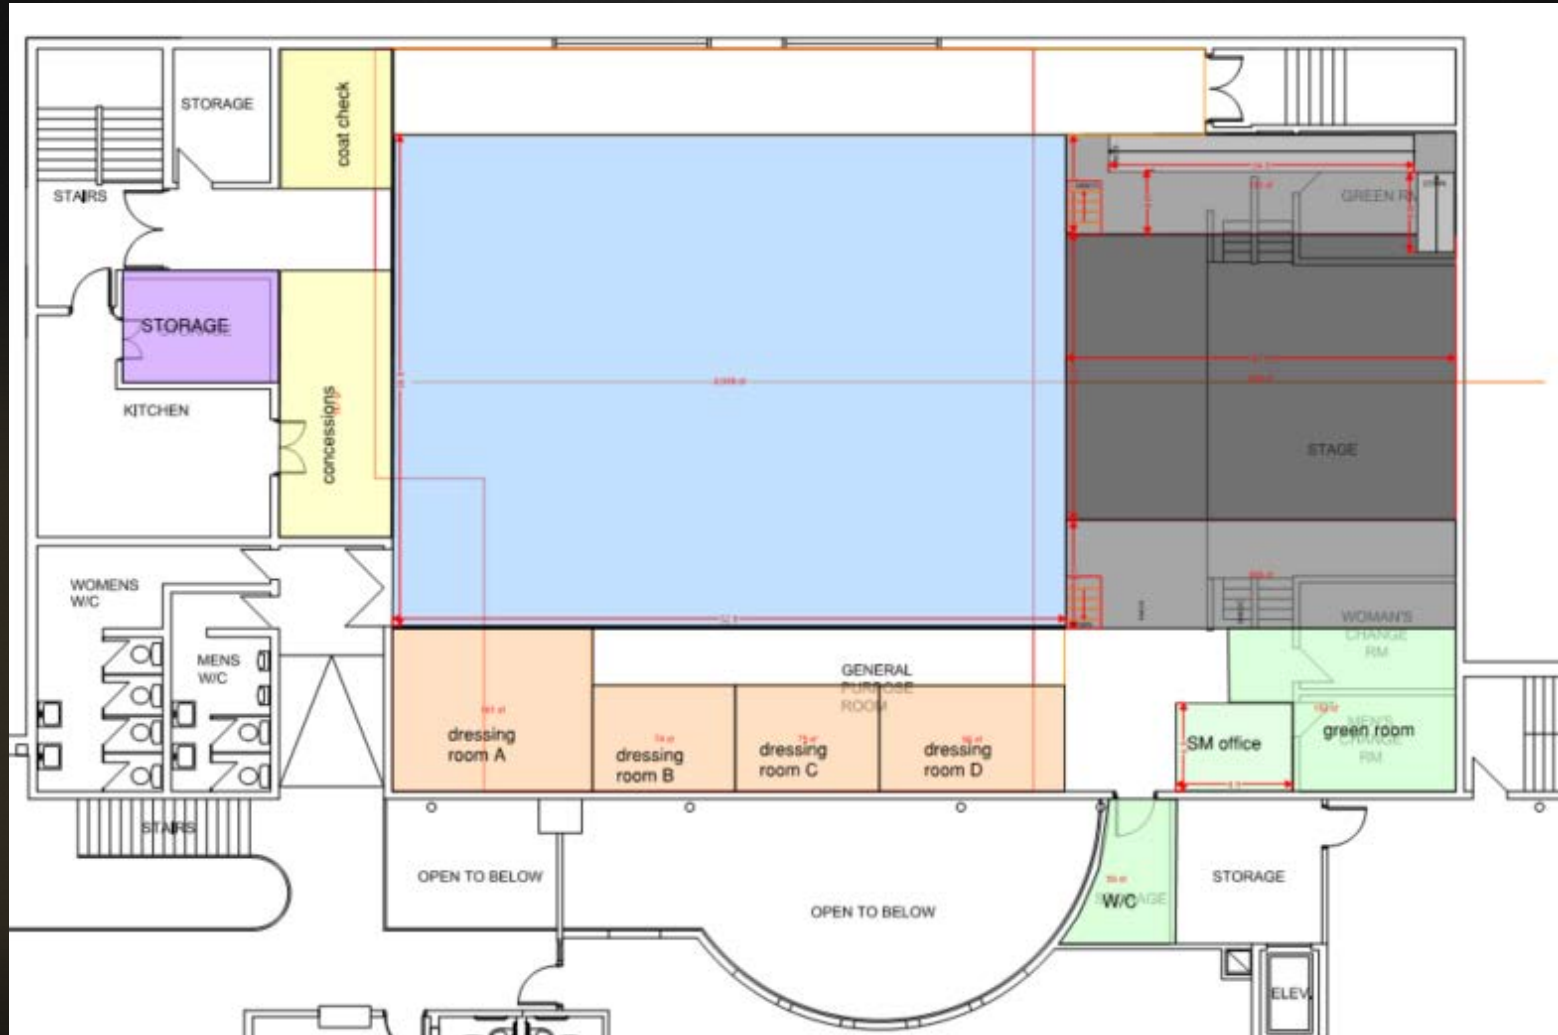 STORAGE
coat check
STAIRS
GREEN RM
STORAGE
concessions
KITCHEN
STAGE
WOMENS
W/C
MENS
W/C
WOMAN'S
CHANGE
RM
GENERAL
PURPOSE
ROOM
dressing
room A
dressing
room B
dressing
room C
dressing
room D
SM office
green room
MEN'S
CHANGE
RM
STAIRS
OPEN TO BELOW
OPEN TO BELOW
W/C
STORAGE
STORAGE
ELEV.